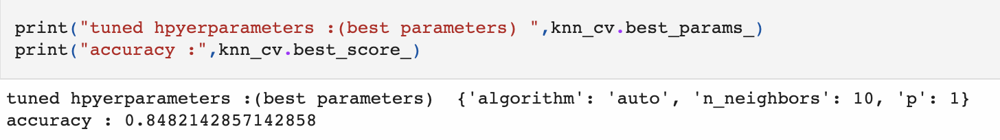 print("tuned hpyerparameters :(best parameters) ",knn_cv.best_params_)
print("accuracy :",knn_cv.best_score_)
tuned hpyerparameters :(best parameters)  {'algorithm': 'auto', 'n_neighbors': 10, 'p': 1}
accuracy : 0.8482142857142858